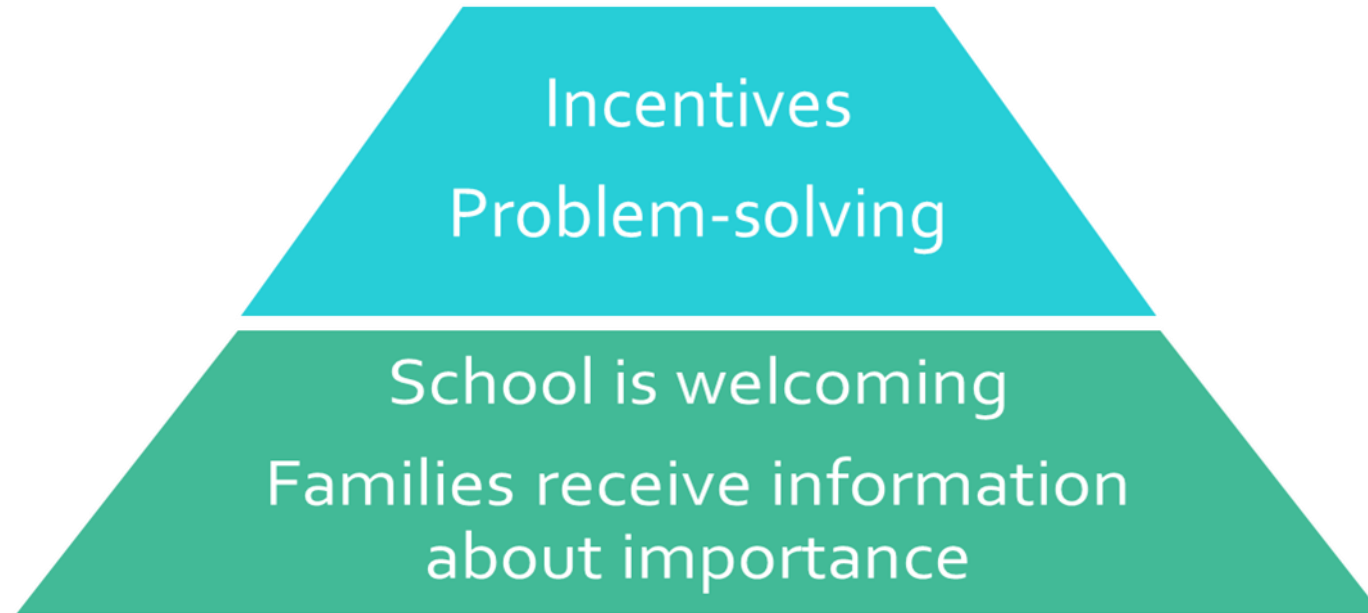 Incentives
Problem-solving
School is welcoming
Families receive information
about importance